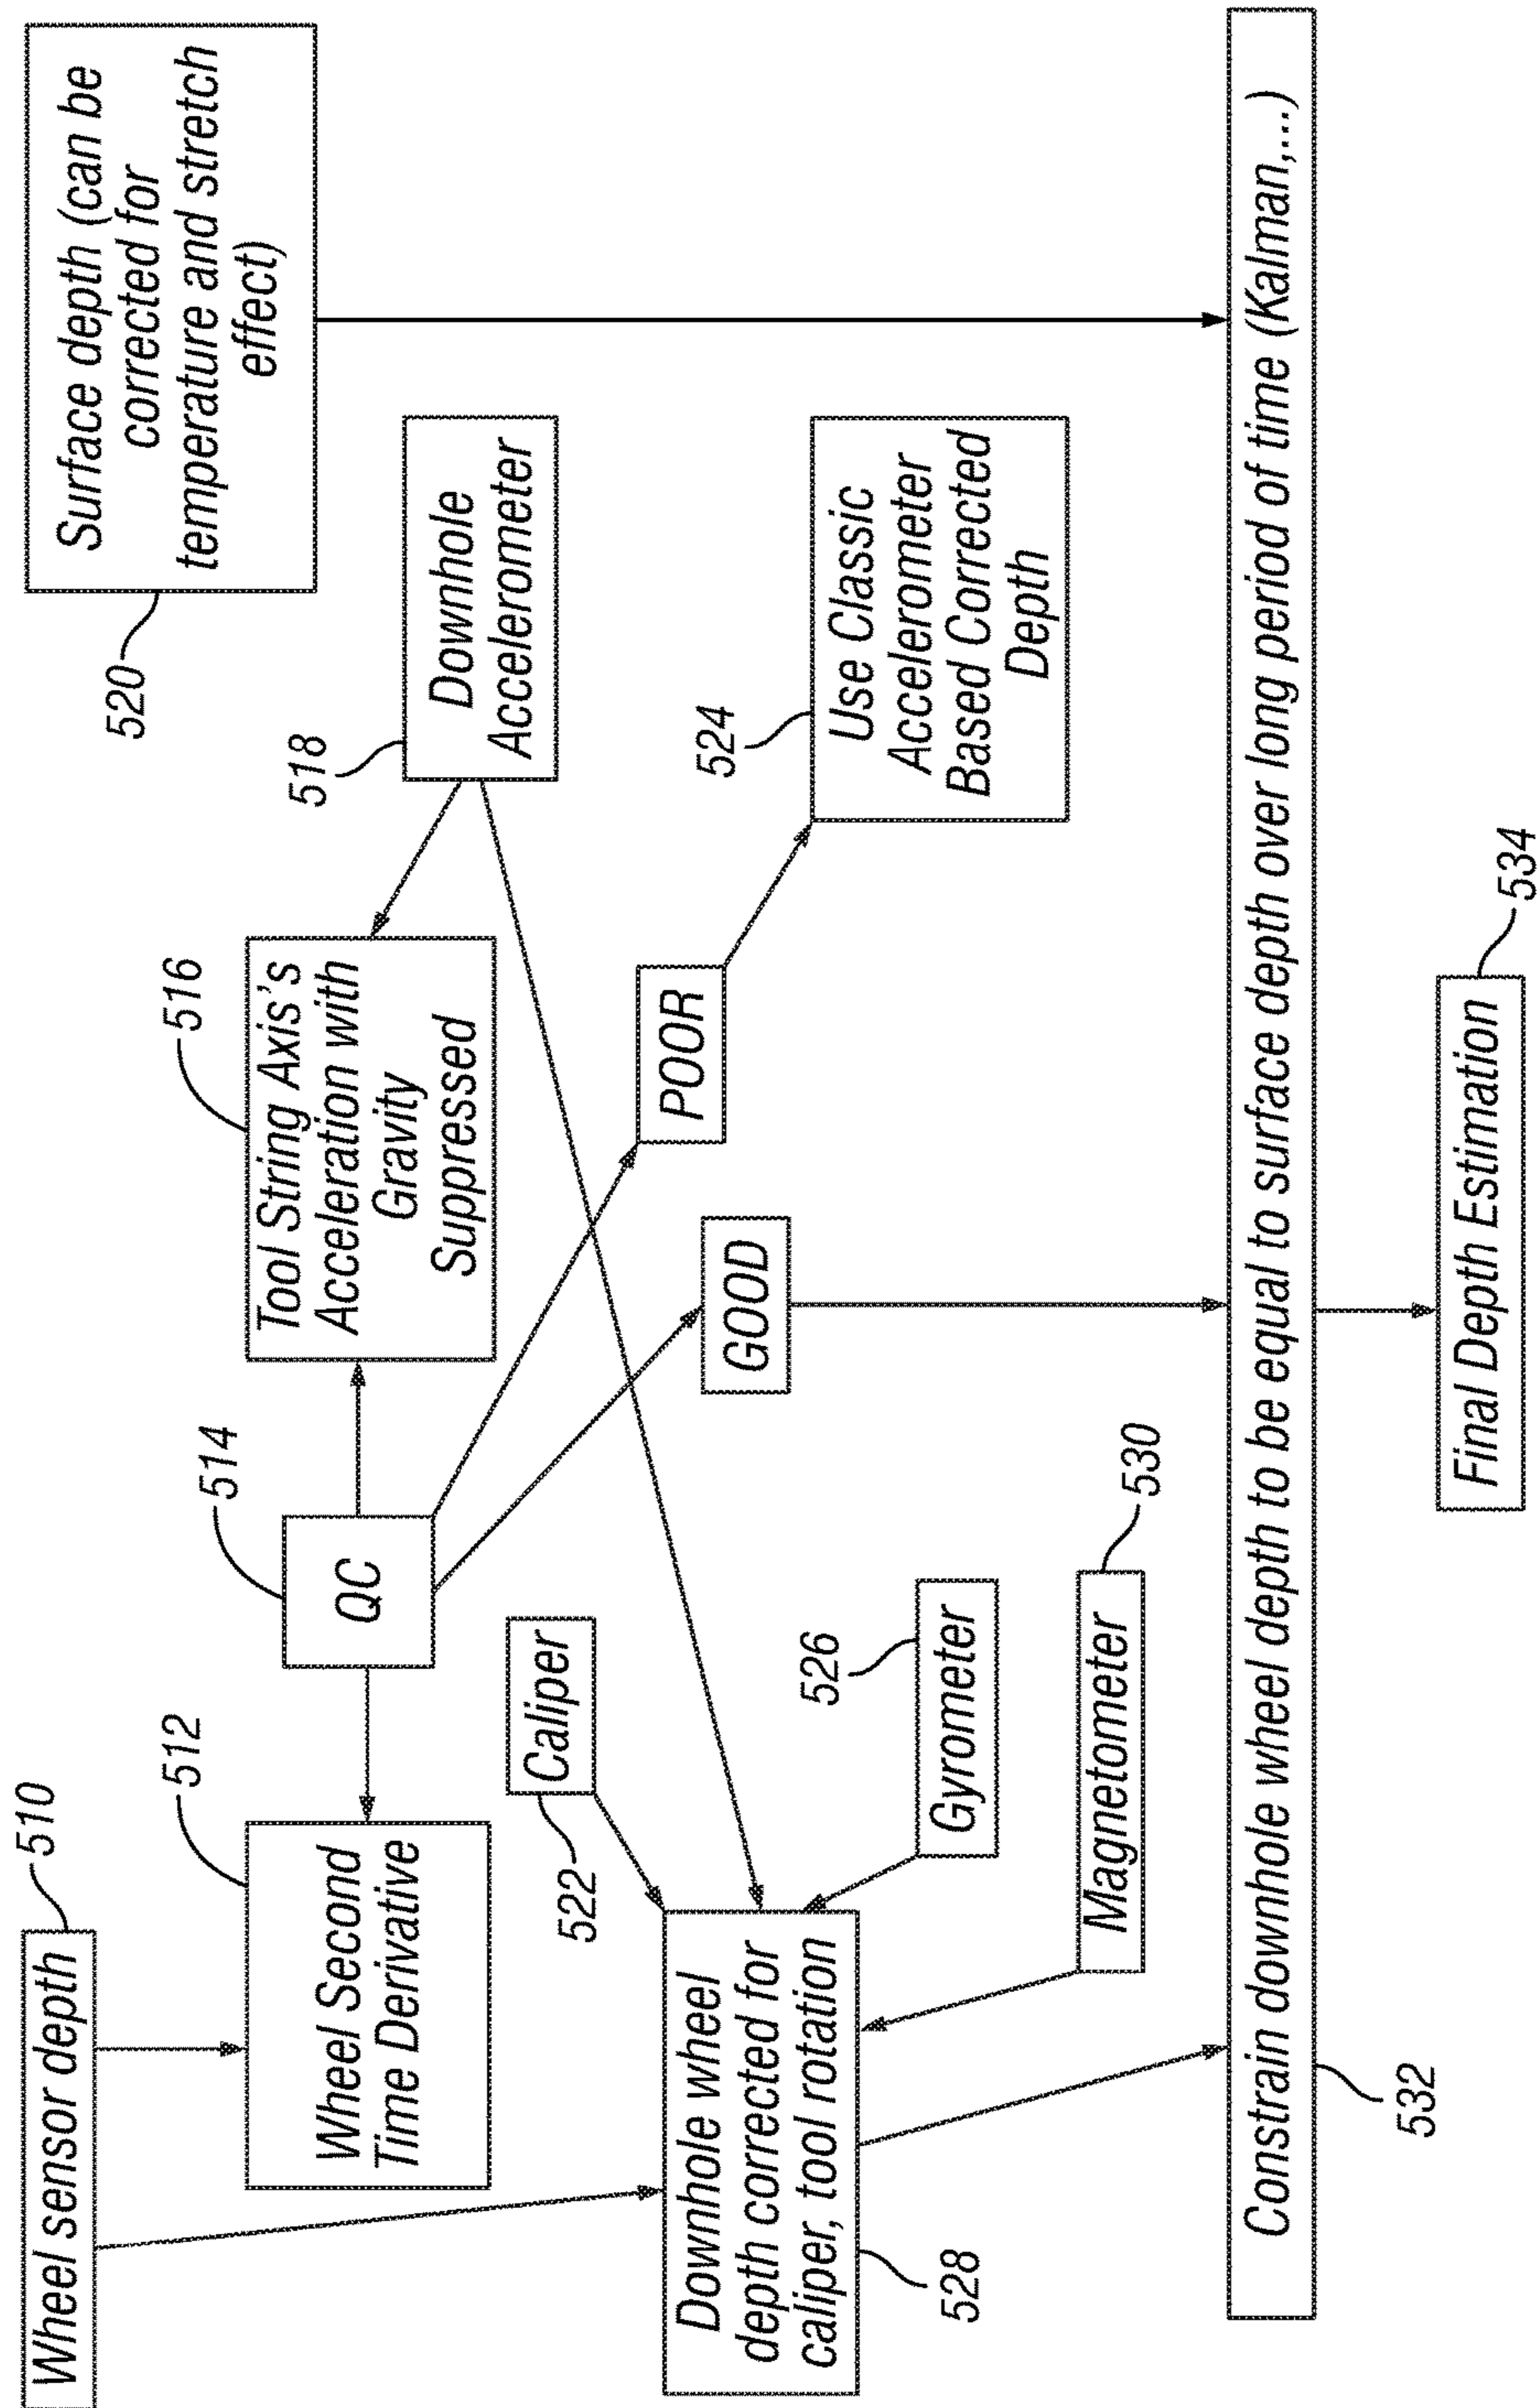 Wheel sensor depth
510
Wheel Second
Time Derivative
512
QC
514
Tool String Axis's
Acceleration with
Gravity
Suppressed
516
Downhole
Accelerometer
518
Surface depth (can be
corrected for
temperature and stretch
effect)
520
Caliper
522
POOR
GOOD
Use Classic
Accelerometer
Based Corrected
Depth
524
Gyrometer
526
Downhole wheel
depth corrected for
caliper, tool rotation
528
Magnetometer
530
Constrain downhole wheel depth to be equal to surface depth over long period of time (Kalman,...)
532
Final Depth Estimation
534